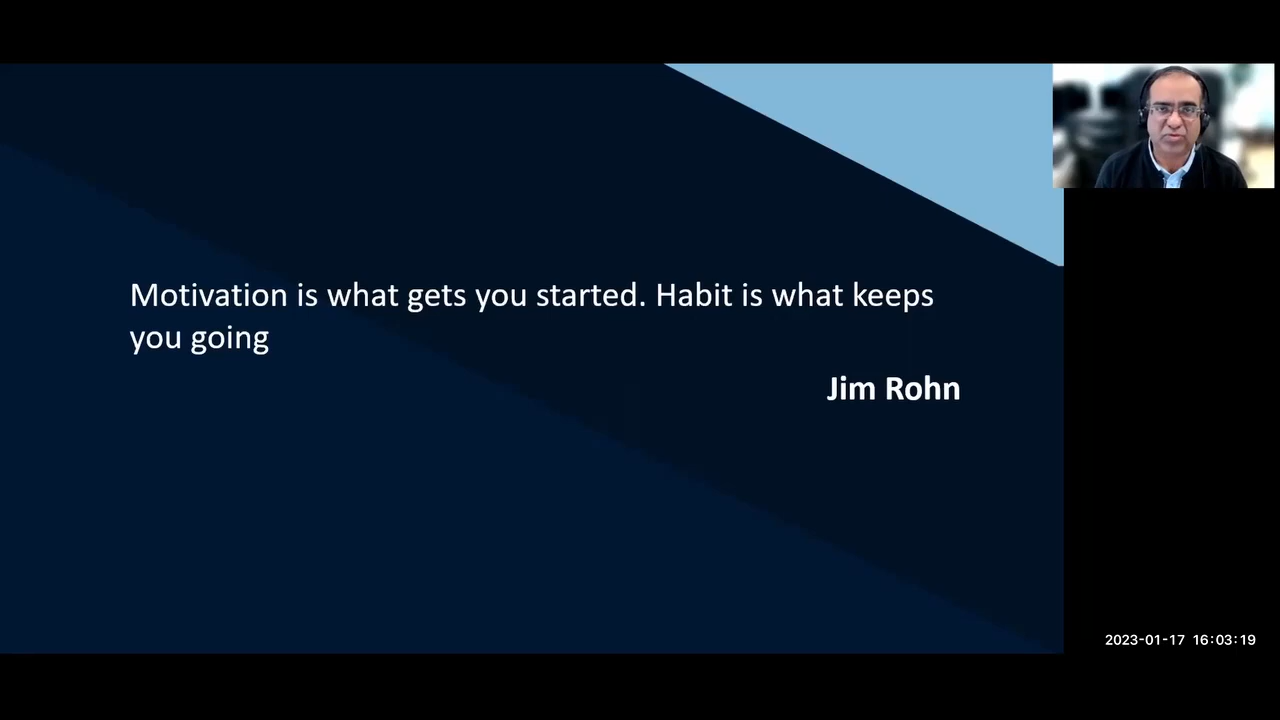 Motivation is what gets you started. Habit is what keeps
you going
Jim Rohn
2023-01-17 16:03:19